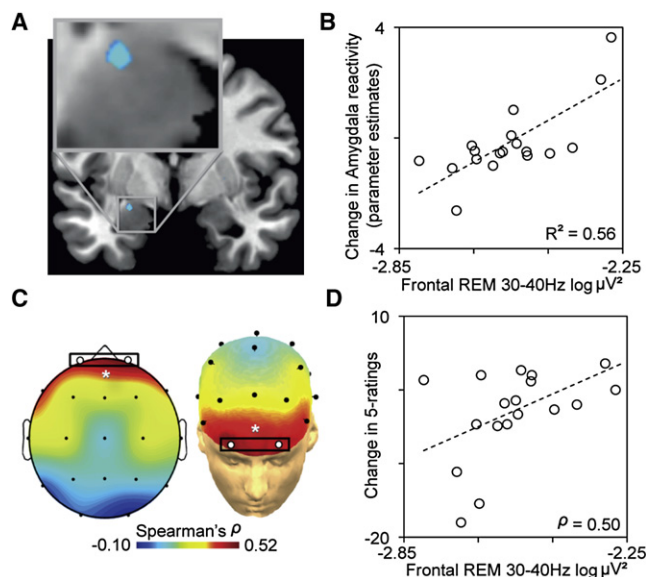 A
B
4
Change in Amygdala reactivity
(parameter estimates)
-4
R² = 0.56
-2.85
-2.25
Frontal REM 30-40Hz log µV²
C
*
*
Spearman's ρ
-0.10
0.52
D
10
Change in 5-ratings
-20
ρ = 0.50
-2.85
-2.25
Frontal REM 30-40Hz log µV²